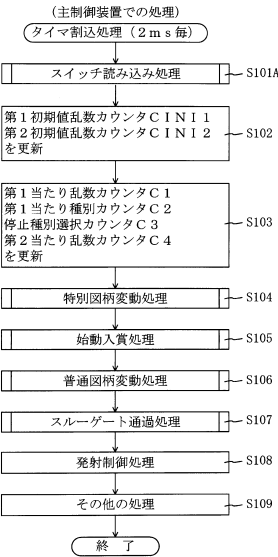 （主制御装置での処理）
タイマ割込処理（２ｍｓ毎）
スイッチ読み込み処理
S101A
第１初期値乱数カウンタＣＩＮＩ１
第２初期値乱数カウンタＣＩＮＩ２
を更新
S102
第１当たり乱数カウンタＣ１
第１当たり種別カウンタＣ２
停止種別選択カウンタＣ３
第２当たり乱数カウンタＣ４
を更新
S103
特別図柄変動処理
S104
始動入賞処理
S105
普通図柄変動処理
S106
スルーゲート通過処理
S107
発射制御処理
S108
その他の処理
S109
終　了